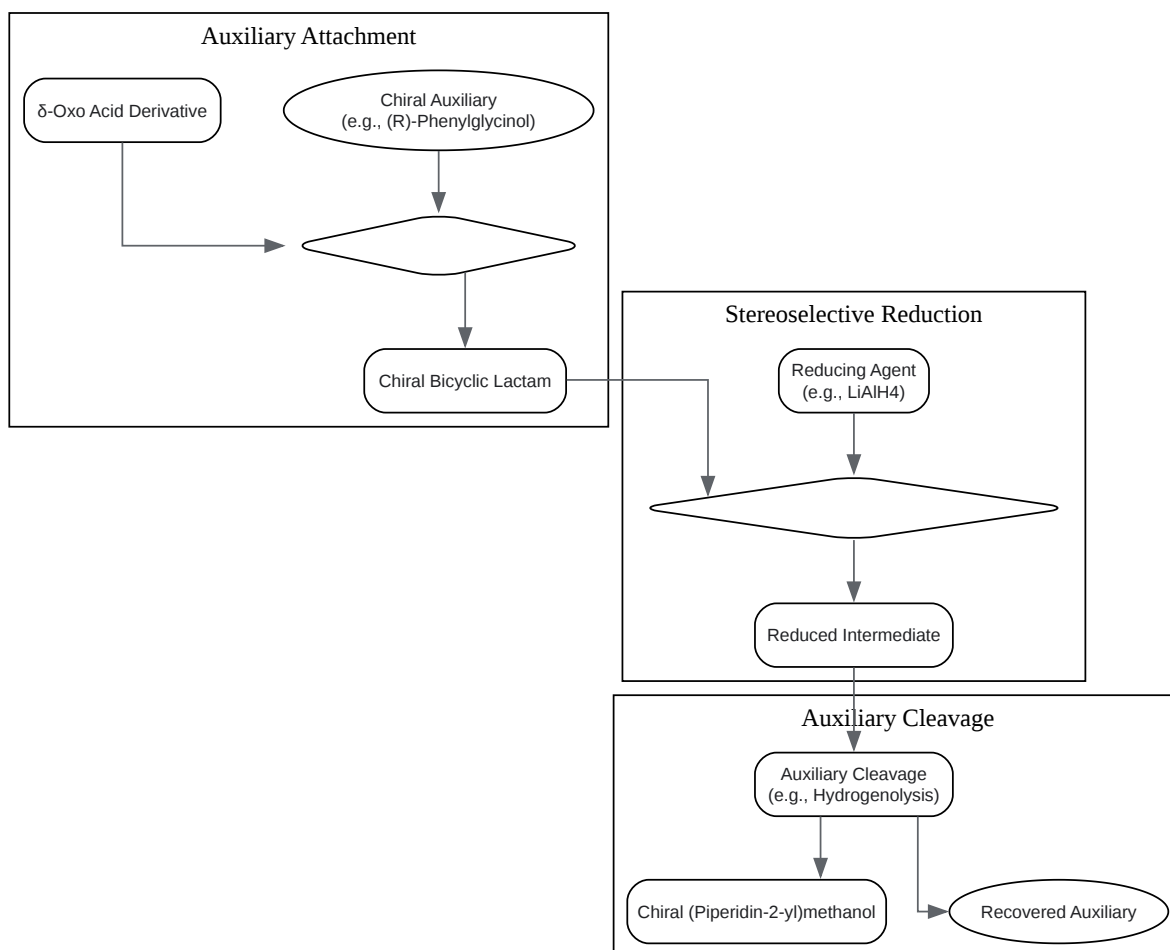 Auxiliary Attachment
δ-Oxo Acid Derivative
Chiral Auxiliary
(e.g., (R)-Phenylglycinol)
Chiral Bicyclic Lactam
Stereoselective Reduction
Reducing Agent
(e.g., LiAlH4)
Reduced Intermediate
Auxiliary Cleavage
Auxiliary Cleavage
(e.g., Hydrogenolysis)
Chiral (Piperidin-2-yl)methanol
Recovered Auxiliary